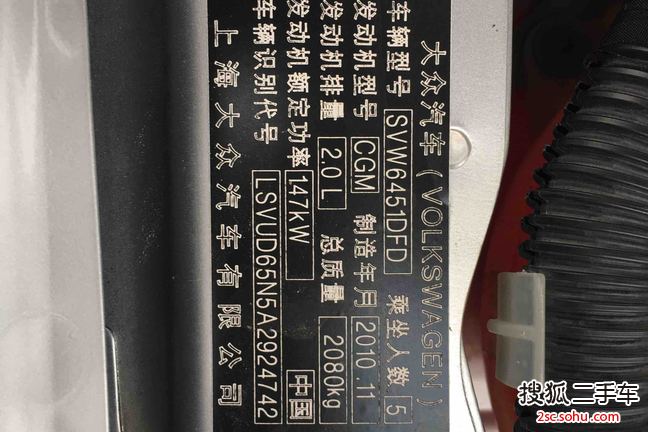 大众汽车(VOLKSWAGEN)
车辆型号 SVW6451DFD 乘坐人数 5
发动机型号 CGM 制造年月 2010.11
发动机排量 2.0L 总质量 2080kg
发动机额定功率 147kW 中国
车辆识别代号 LSVUD65N5A2924742
上海大众汽车有限公司
搜狐二手车
2sc.sohu.com